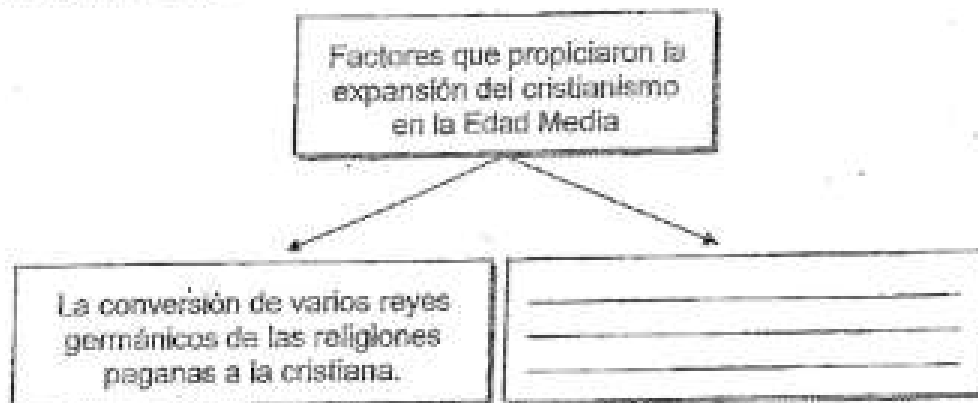 Factores que propiciaron la
expansión del cristianismo
en la Edad Media
La conversión de varios reyes
germánicos de las religiones
paganas a la cristiana.